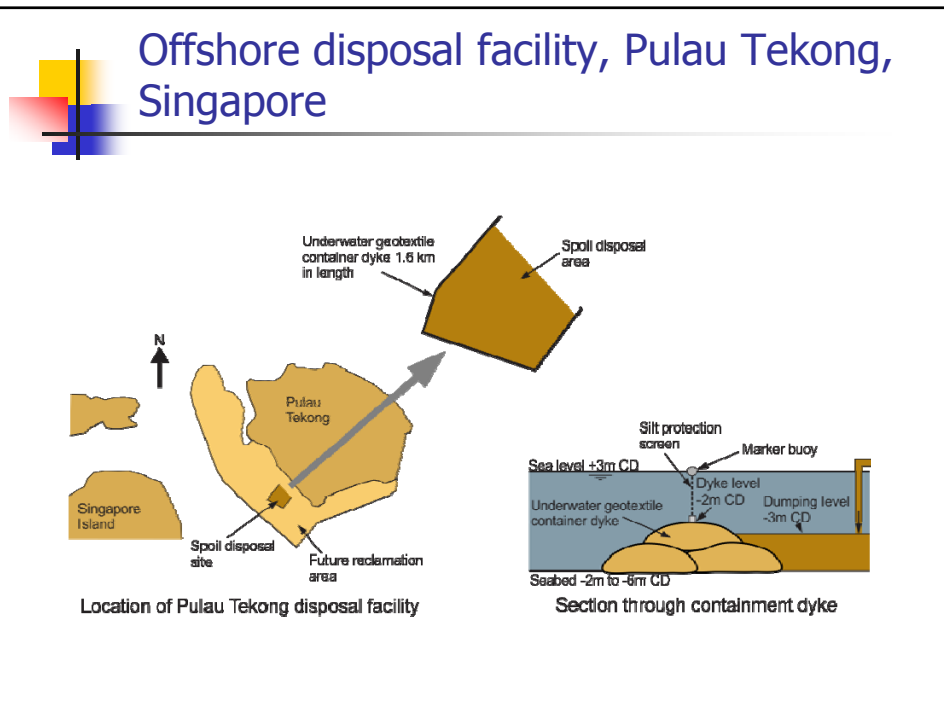 Offshore disposal facility, Pulau Tekong,
Singapore
Underwater geotextile
container dyke 1.6 km
in length
Spoil disposal
area
N
Pulau
Tekong
Singapore
Island
Spoil disposal
site
Future reclamation
area
Location of Pulau Tekong disposal facility
Silt protection
screen
Marker buoy
Sea level +3m CD
Dyke level
-2m CD
Dumping level
-3m CD
Underwater geotextile
container dyke
Seabed -2m to -6m CD
Section through containment dyke